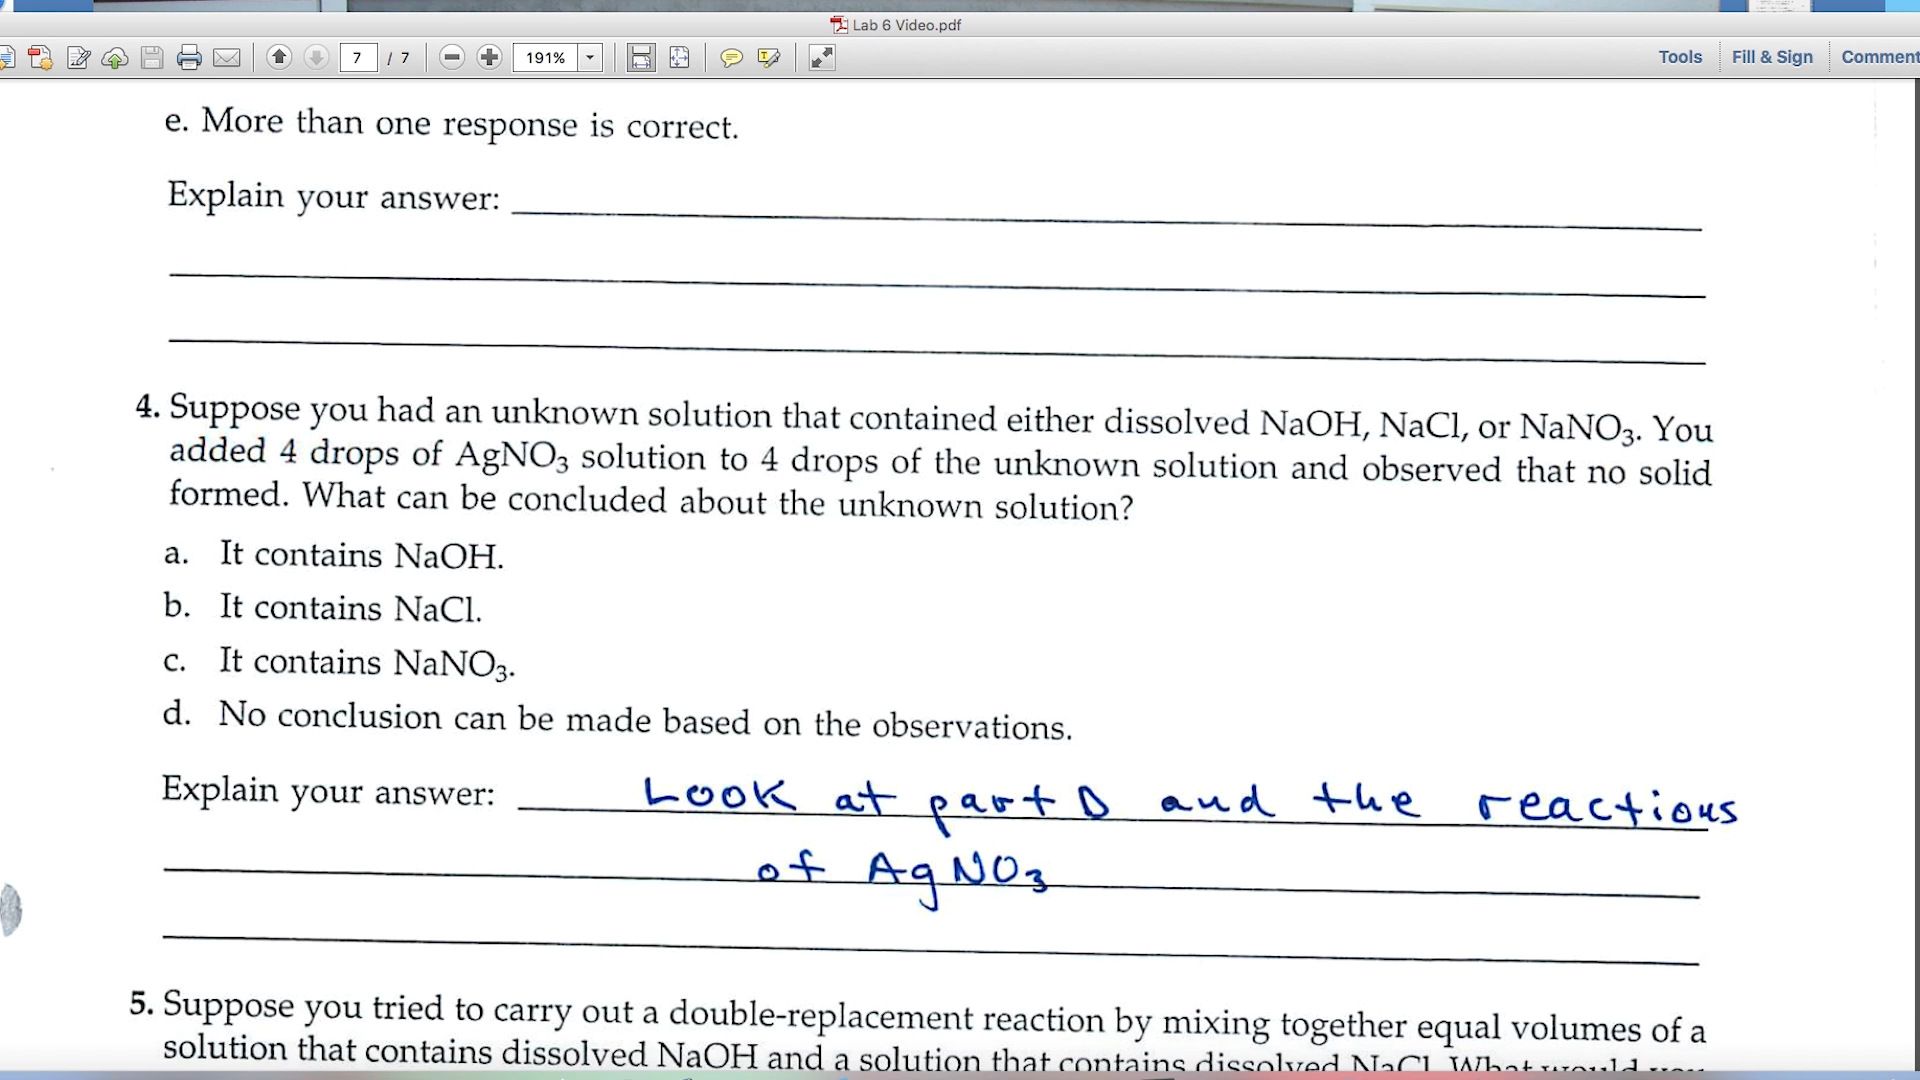 Lab 6 Video.pdf
7 / 7 191% Tools Fill & Sign Comment
e. More than one response is correct.
Explain your answer:
4. Suppose you had an unknown solution that contained either dissolved NaOH, NaCl, or NaNO₃. You
added 4 drops of AgNO₃ solution to 4 drops of the unknown solution and observed that no solid
formed. What can be concluded about the unknown solution?
a. It contains NaOH.
b. It contains NaCl.
c. It contains NaNO₃.
d. No conclusion can be made based on the observations.
Explain your answer: Look at part D and the reactions
of AgNO₃
5. Suppose you tried to carry out a double-replacement reaction by mixing together equal volumes of a
solution that contains dissolved NaOH and a solution that contains dissolved NaCl. What would